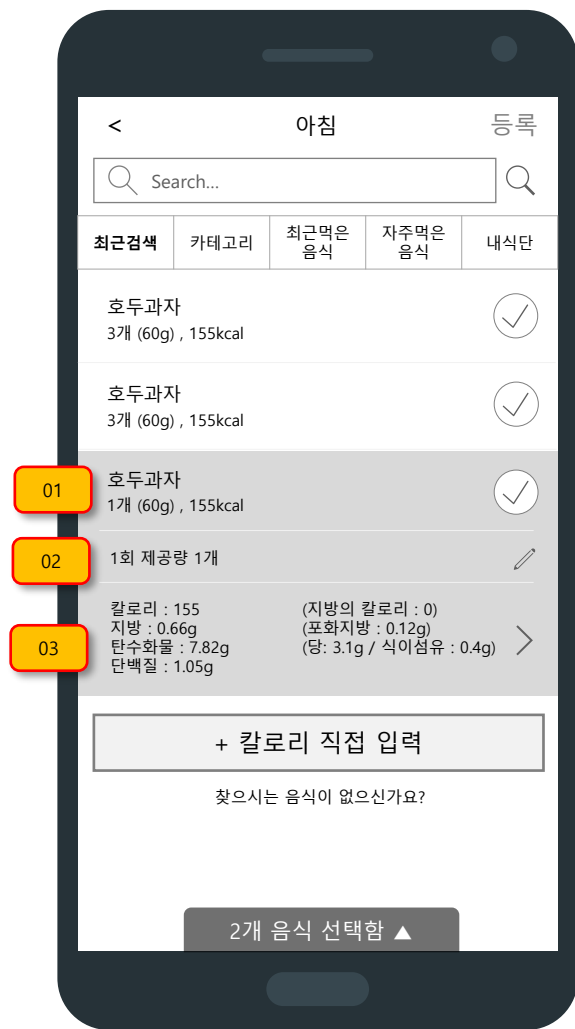 < 아침 등록
Search...
최근검색 카테고리 최근먹은 음식 자주먹은 음식 내식단
호두과자
3개 (60g) , 155kcal
호두과자
3개 (60g) , 155kcal
01
호두과자
1개 (60g) , 155kcal
02
1회 제공량 1개
03
칼로리 : 155 (지방의 칼로리 : 0)
지방 : 0.66g (포화지방 : 0.12g)
탄수화물 : 7.82g (당: 3.1g / 식이섬유 : 0.4g)
단백질 : 1.05g
+ 칼로리 직접 입력
찾으시는 음식이 없으신가요?
2개 음식 선택함 ▲